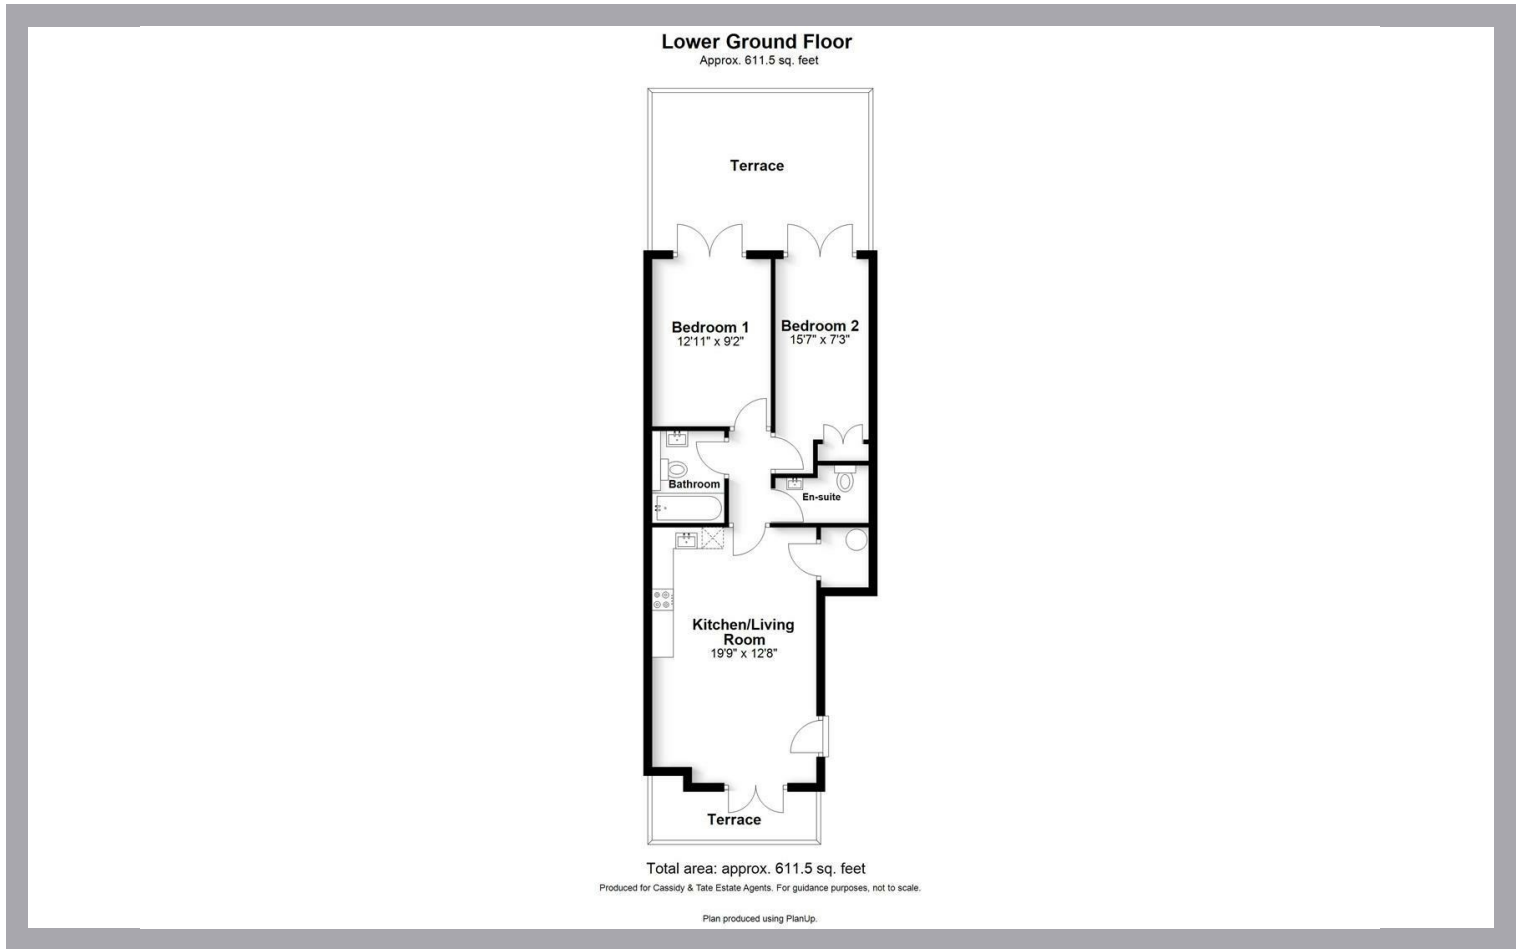 Lower Ground Floor
Approx. 611.5 sq. feet
Terrace
Bedroom 1
12'11" x 9'2"
Bedroom 2
15'7" x 7'3"
Bathroom
En-suite
Kitchen/Living
Room
19'9" x 12'8"
Terrace
Total area: approx. 611.5 sq. feet
Produced for Cassidy & Tate Estate Agents. For guidance purposes, not to scale.
Plan produced using PlanUp.